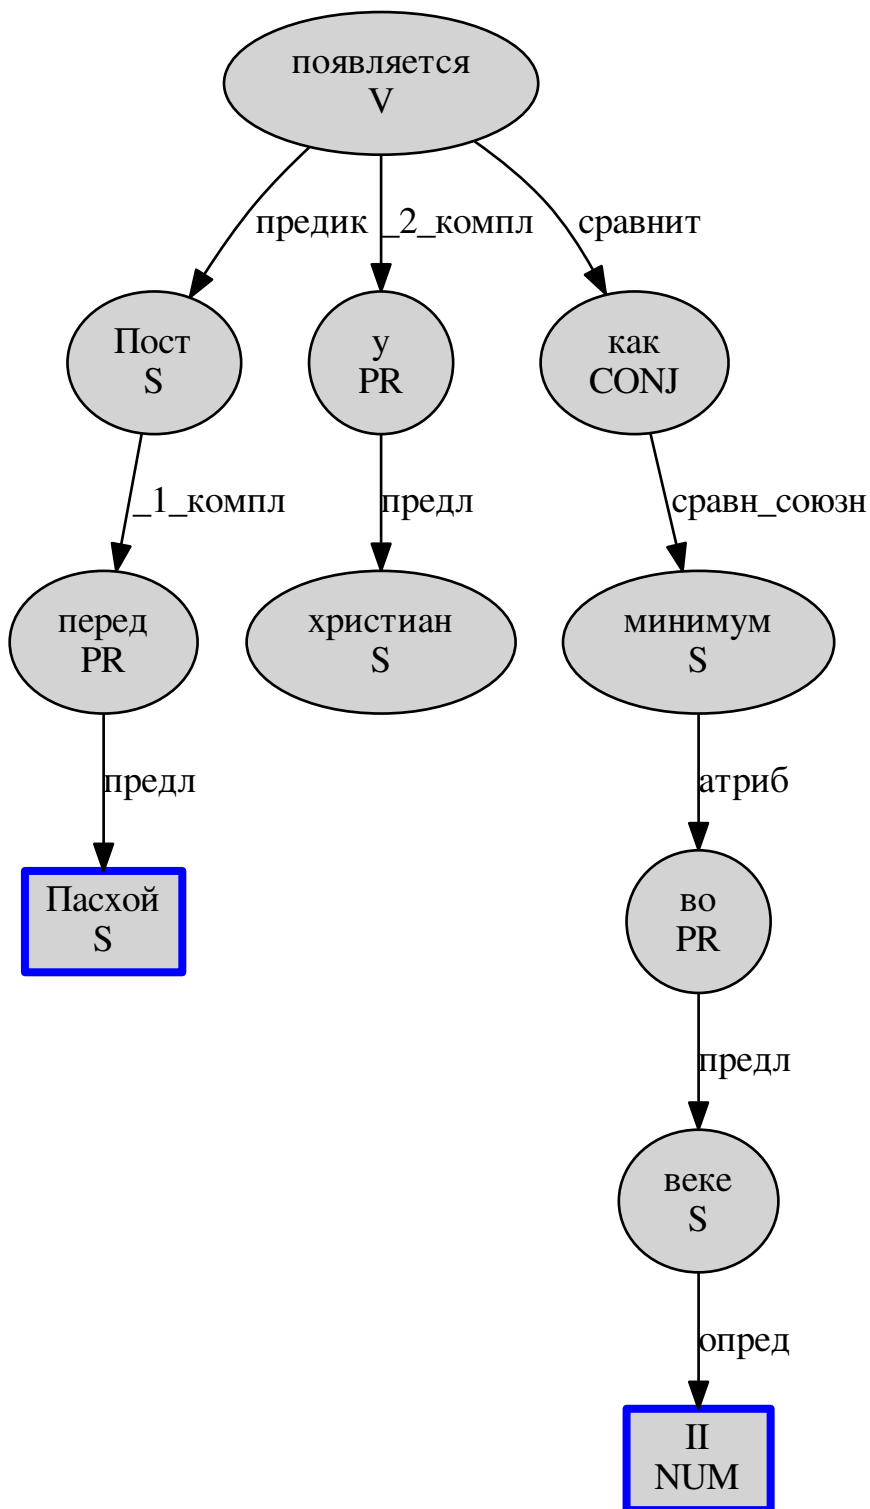 появляется
V
предик
_2_компл
сравнит
Пост
S
у
PR
как
CONJ
_1_компл
предл
сравн_союзн
перед
PR
христиан
S
минимум
S
предл
атриб
Пасхой
S
во
PR
предл
веке
S
опред
II
NUM